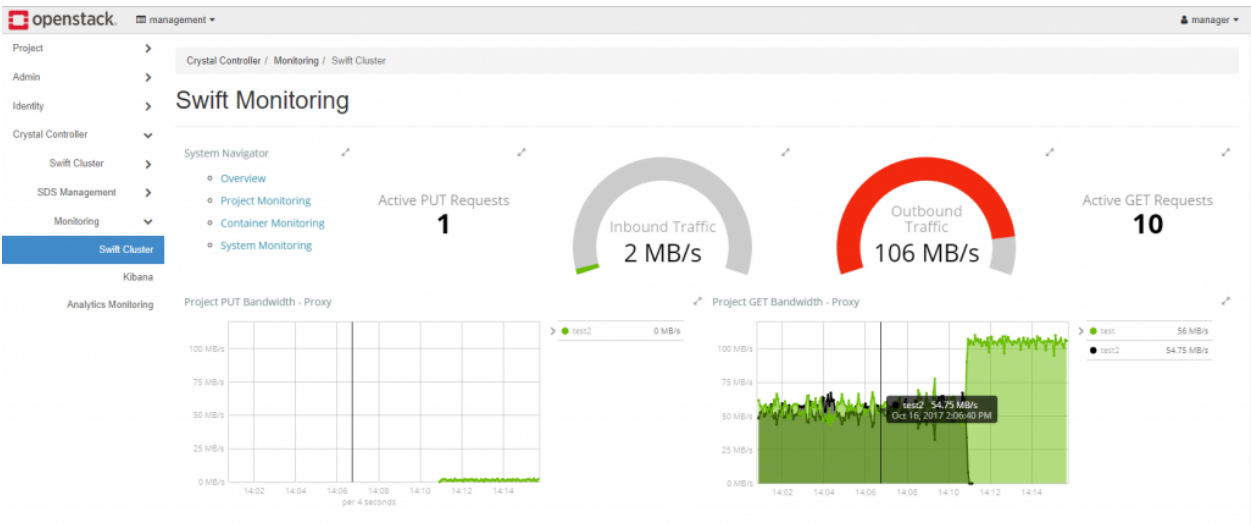 openstack. management manager
Project
Admin
Identity
Crystal Controller
Swift Cluster
SDS Management
Monitoring
Swift Cluster
Kibana
Analytics Monitoring
Crystal Controller / Monitoring / Swift Cluster
Swift Monitoring
System Navigator
Overview
Project Monitoring
Container Monitoring
System Monitoring
Active PUT Requests
1
Inbound Traffic
2 MB/s
Outbound
Traffic
106 MB/s
Active GET Requests
10
Project PUT Bandwidth - Proxy
test2 0 MB/s
100 MB/s
75 MB/s
50 MB/s
25 MB/s
0 MB/s
14:02 14:04 14:06 14:08 14:10 14:12 14:14
per 4 seconds
Project GET Bandwidth - Proxy
test 56 MB/s
test2 54.75 MB/s
100 MB/s
75 MB/s
50 MB/s
25 MB/s
0 MB/s
test2 54.75 MB/s
Oct 16, 2017 2:06:40 PM
14:02 14:04 14:06 14:08 14:10 14:12 14:14